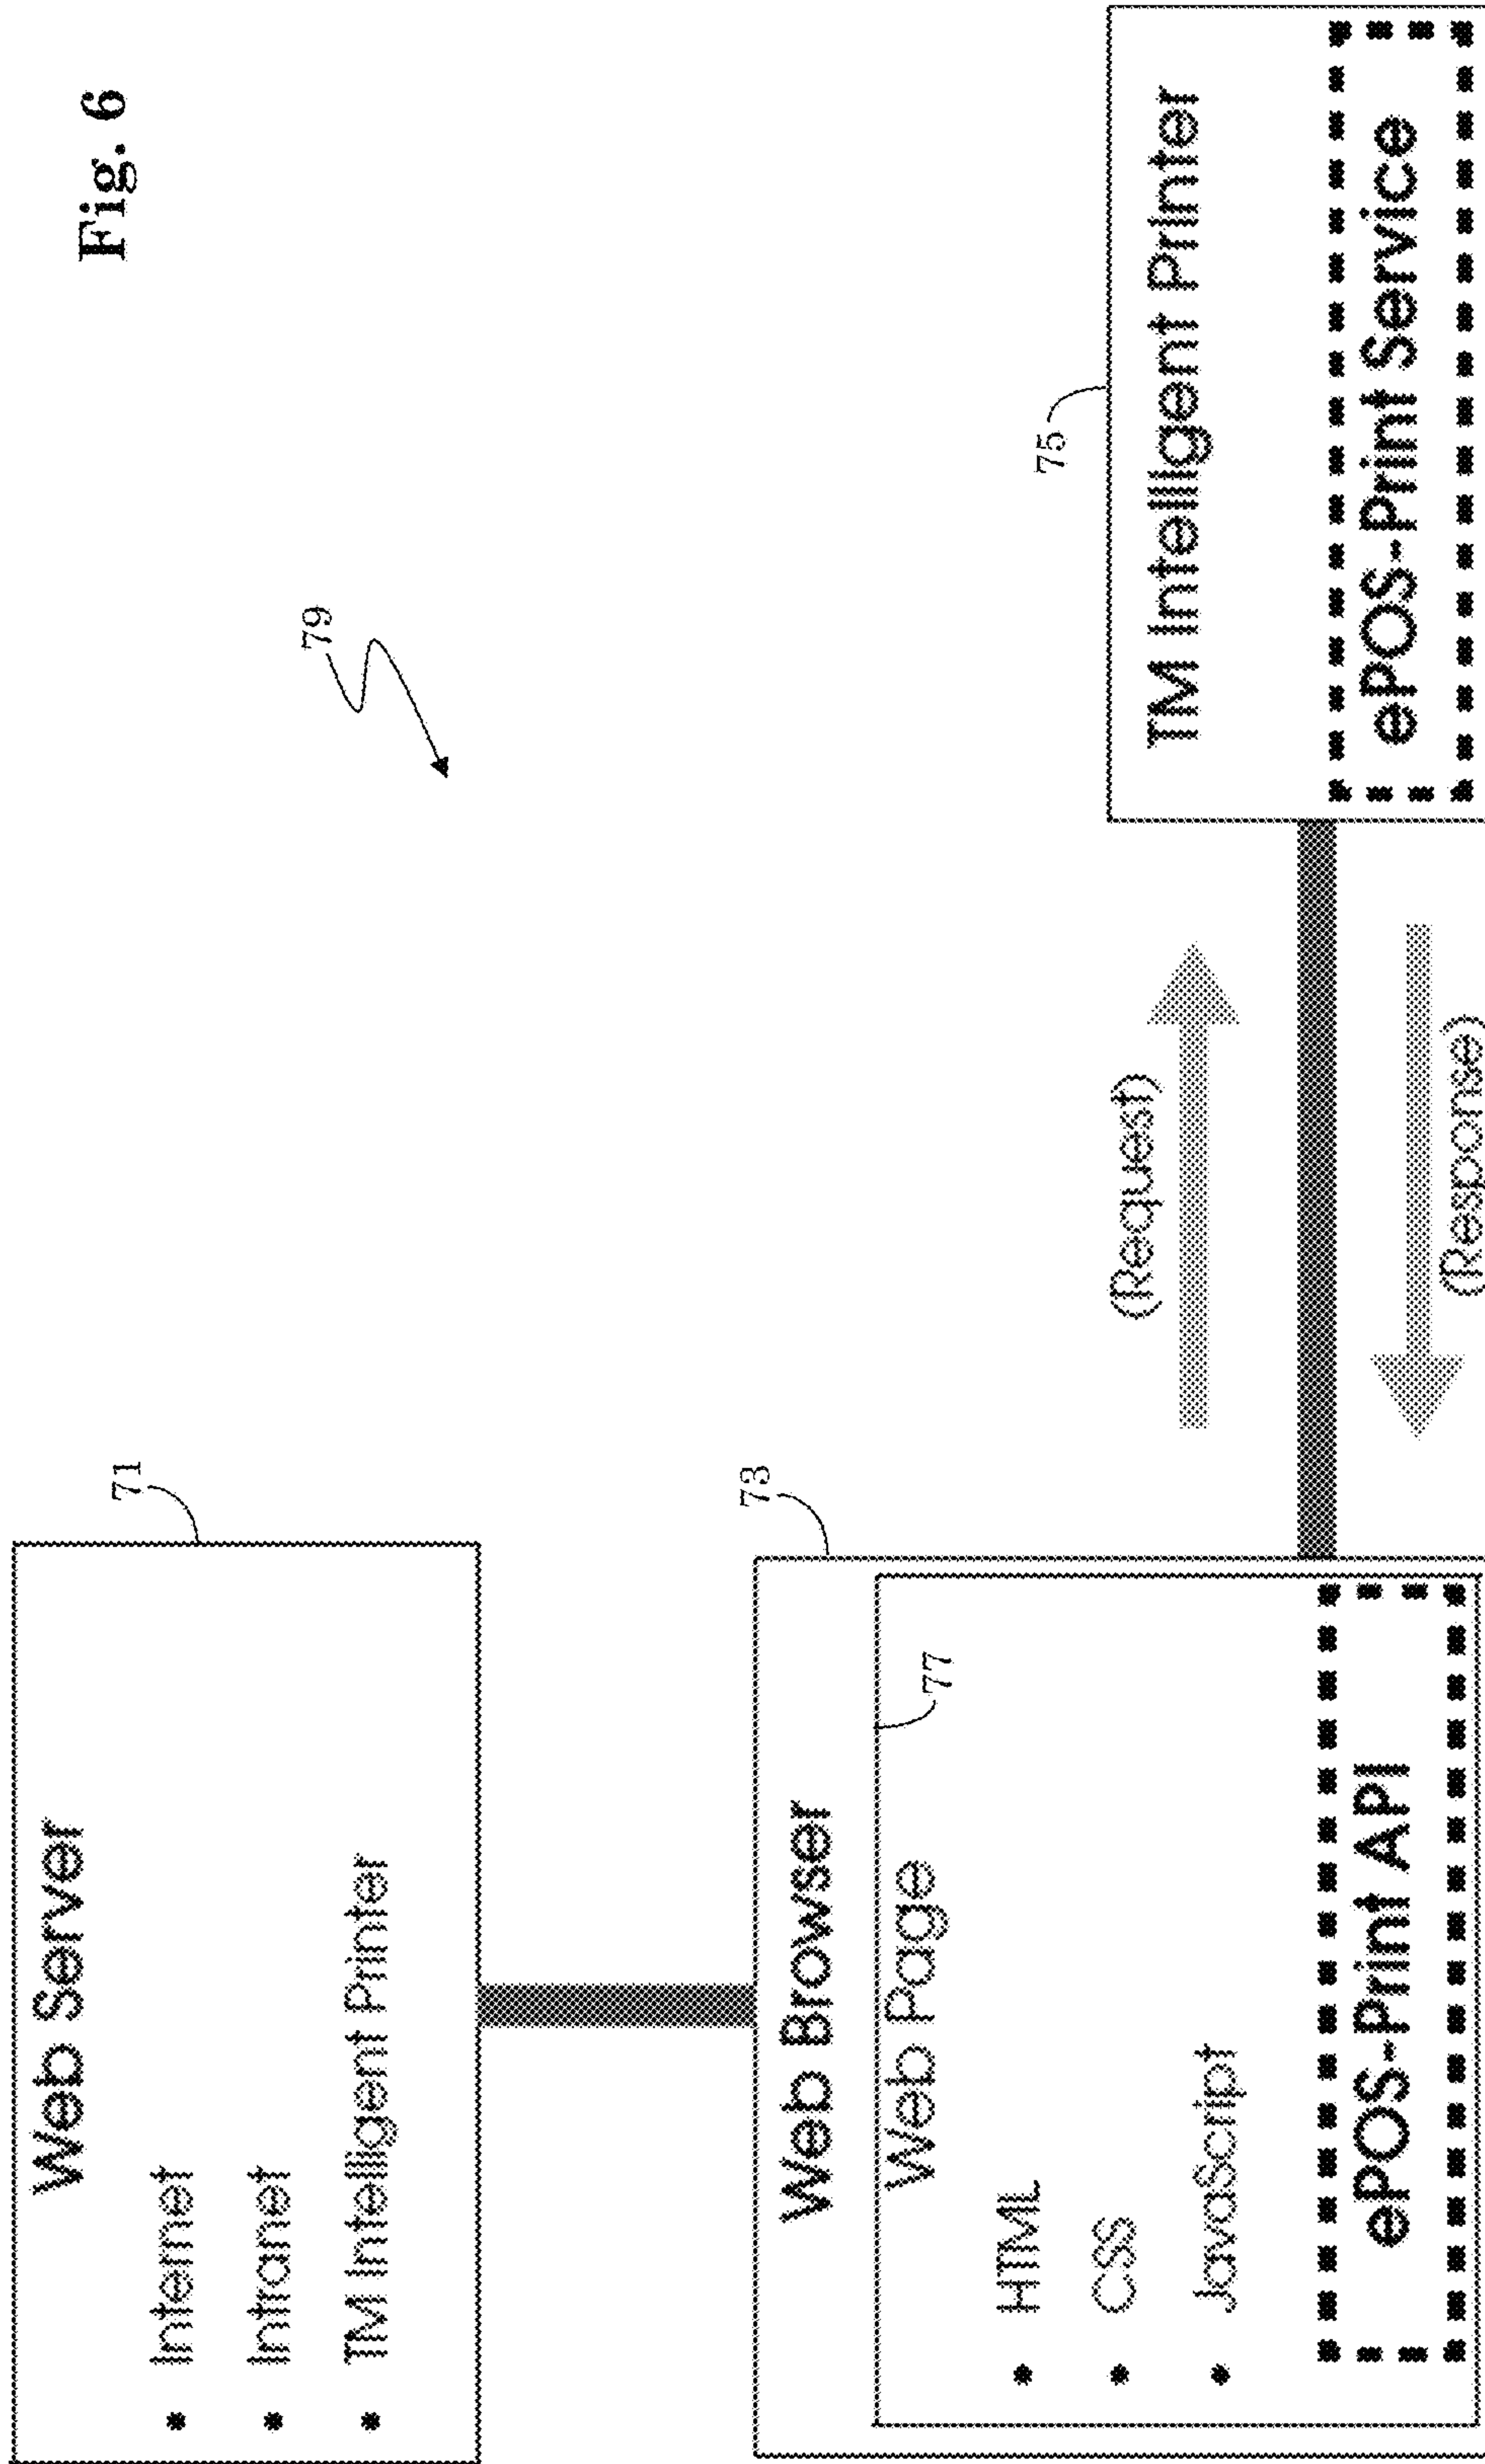 Fig. 6
79
71
Web Server
• Internet
• Intranet
• TM Intelligent Printer
73
Web Browser
77
Web Page
• HTML
• CSS
• JavaScript
ePOS-Print API
(Request)
(Response)
75
TM Intelligent Printer
ePOS-Print Service